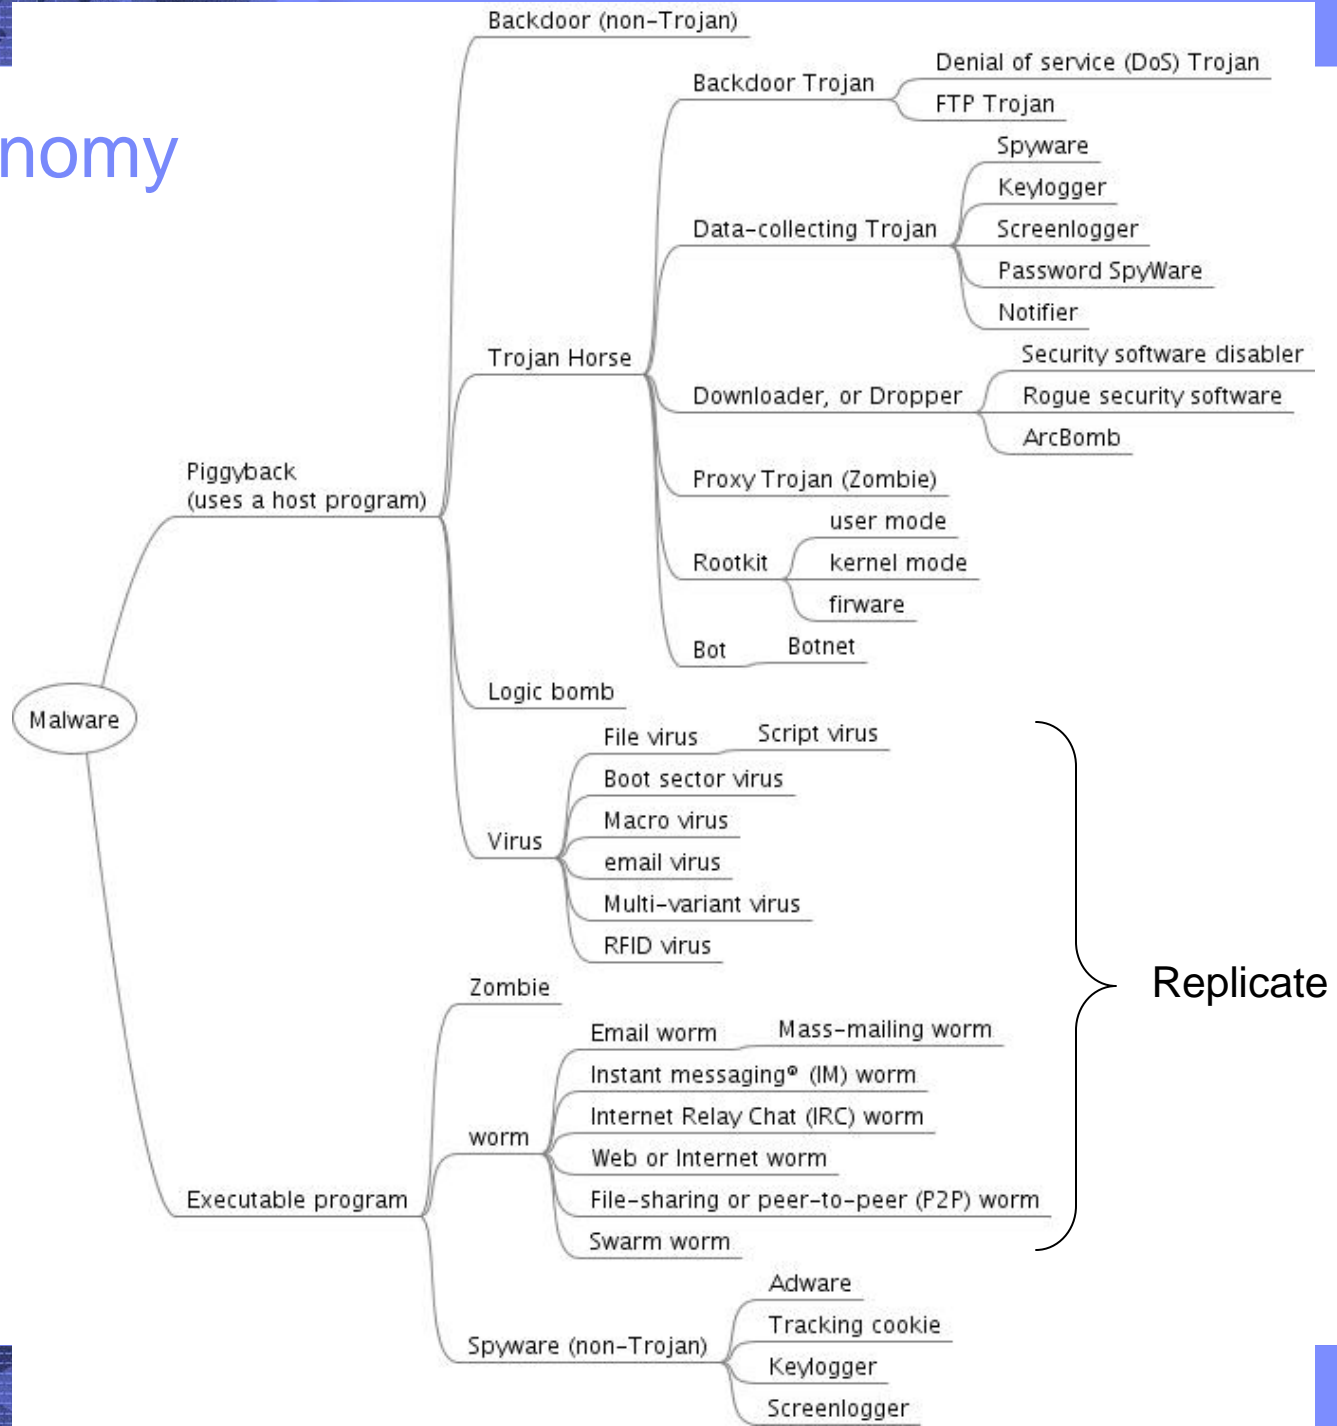 nomy
Backdoor (non-Trojan)
Denial of service (DoS) Trojan
Backdoor Trojan
FTP Trojan
Spyware
Keylogger
Data-collecting Trojan
Screenlogger
Password SpyWare
Notifier
Trojan Horse
Security software disabler
Downloader, or Dropper
Rogue security software
ArcBomb
Piggyback
(uses a host program)
Proxy Trojan (Zombie)
user mode
Rootkit
kernel mode
firware
Bot
Botnet
Logic bomb
Malware
File virus
Script virus
Boot sector virus
Macro virus
Virus
email virus
Multi-variant virus
RFID virus
Replicate
Zombie
Email worm
Mass-mailing worm
Instant messaging® (IM) worm
Internet Relay Chat (IRC) worm
worm
Web or Internet worm
Executable program
File-sharing or peer-to-peer (P2P) worm
Swarm worm
Adware
Tracking cookie
Spyware (non-Trojan)
Keylogger
Screenlogger